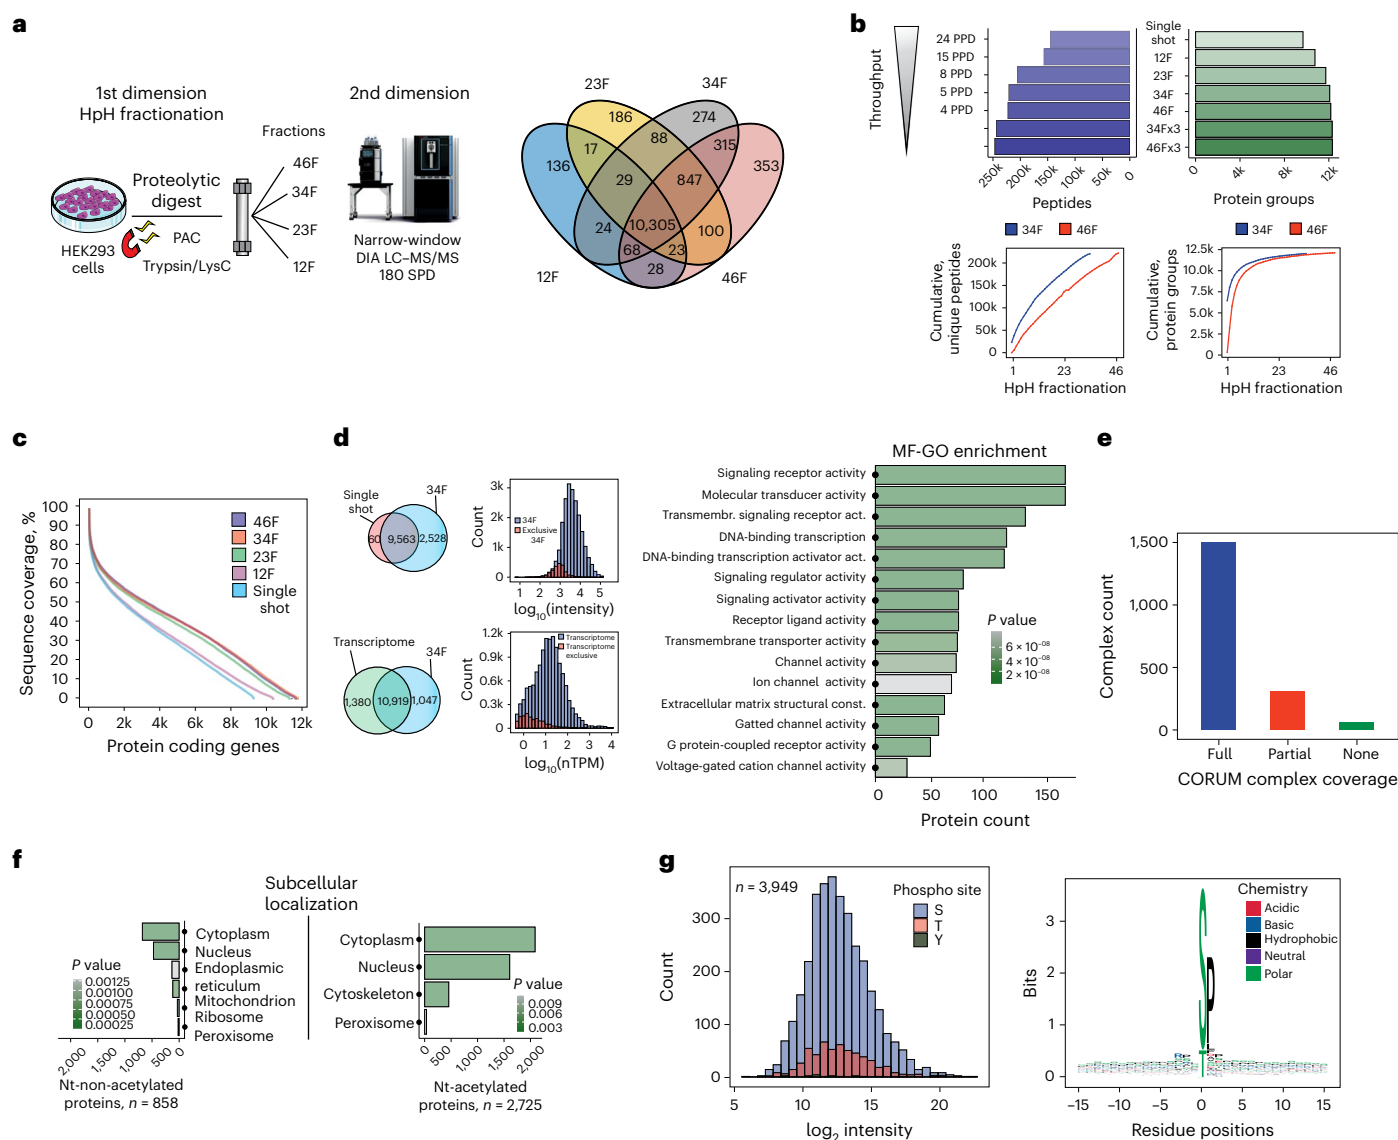 a
1st dimension
HpH fractionation
Fractions
46F
34F
23F
12F
Proteolytic
digest
PAC
Trypsin/LysC
HEK293
cells
2nd dimension
Narrow-window
DIA LC–MS/MS
180 SPD
23F
34F
12F
46F
186
274
88
17
315
136
353
29
847
24
10,305
100
68
23
28
b
Throughput
24 PPD
15 PPD
8 PPD
5 PPD
4 PPD
250k
200k
150k
100k
50k
0
Peptides
Single
shot
12F
23F
34F
46F
34Fx3
46Fx3
0
4k
8k
12k
Protein groups
34F
46F
Cumulative,
unique peptides
200k
150k
100k
50k
0
1
23
46
HpH fractionation
34F
46F
Cumulative,
protein groups
12.5k
10.0k
7.5k
5.0k
2.5k
0
1
23
46
HpH fractionation
c
Sequence coverage, %
100
90
80
70
60
50
40
30
20
10
0
46F
34F
23F
12F
Single
shot
0
2k
4k
6k
8k
10k
12k
Protein coding genes
d
Single
shot
34F
60
9,563
2,528
Count
3k
2k
1k
0
34F
Exclusive
34F
1
2
3
4
5
log10(intensity)
Transcriptome
34F
1,380
10,919
1,047
Count
1.2k
0.9k
0.6k
0.3k
0
Transcriptome
Transcriptome
exclusive
0
1
2
3
4
log10(nTPM)
MF-GO enrichment
Signaling receptor activity
Molecular transducer activity
Transmembr. signaling receptor act.
DNA-binding transcription
DNA-binding transcription activator act.
Signaling regulator activity
Signaling activator activity
Receptor ligand activity
Transmembrane transporter activity
Channel activity
Ion channel activity
Extracellular matrix structural const.
Gatted channel activity
G protein-coupled receptor activity
Voltage-gated cation channel activity
P value
6 × 10−08
4 × 10−08
2 × 10−08
0
50
100
150
Protein count
e
Complex count
1,500
1,000
500
0
Full
Partial
None
CORUM complex coverage
f
Subcellular
localization
P value
0.00125
0.00100
0.00075
0.00050
0.00025
Cytoplasm
Nucleus
Endoplasmic
reticulum
Mitochondrion
Ribosome
Peroxisome
2,000
1,500
1,000
500
0
Nt-non-acetylated
proteins, n = 858
Cytoplasm
Nucleus
Cytoskeleton
Peroxisome
P value
0.009
0.006
0.003
0
500
1,000
1,500
2,000
Nt-acetylated
proteins, n = 2,725
g
n = 3,949
Phospho site
S
T
Y
Count
300
200
100
0
5
10
15
20
log2 intensity
Chemistry
Acidic
Basic
Hydrophobic
Neutral
Polar
Bits
3
2
1
0
S
P
T
−15
−10
−5
0
5
10
15
Residue positions